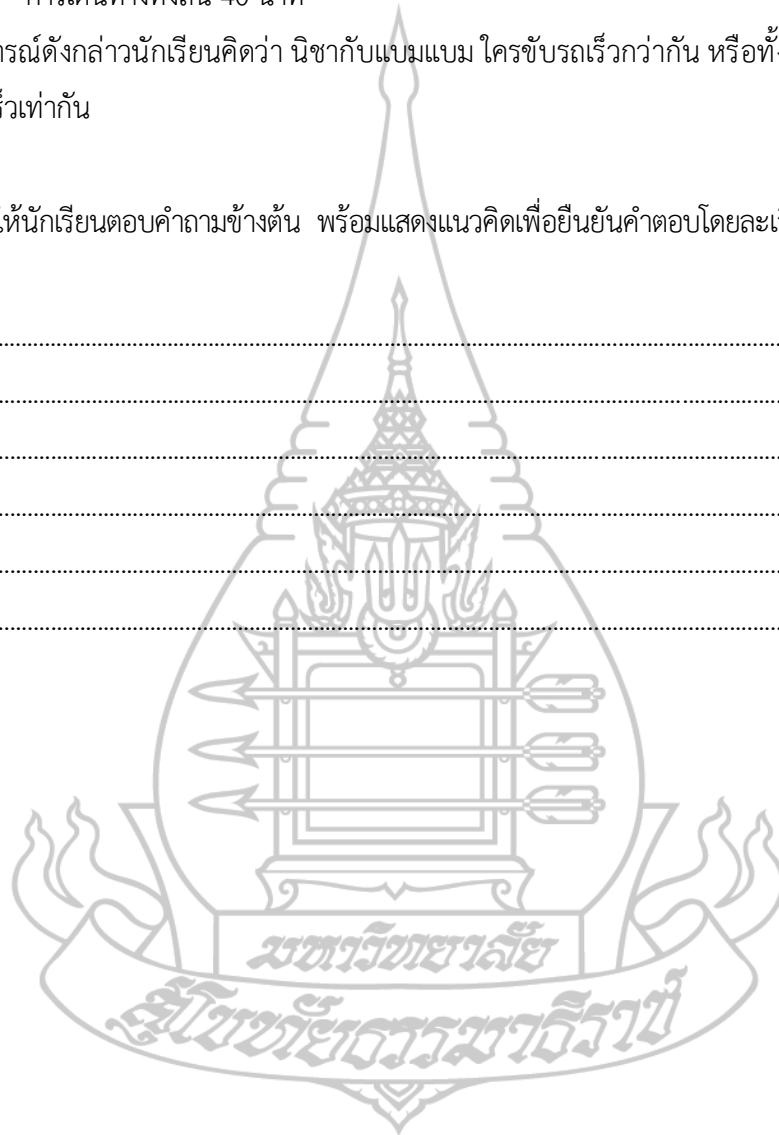 การเดินทางทั้งสิ้น 40 นาที
รณ์ดังกล่าวนักเรียนคิดว่า นิชากับแบมแบม ใครขับรถเร็วกว่ากัน หรือทั้ง
ร็วเท่ากัน
ให้นักเรียนตอบคำถามข้างต้น พร้อมแสดงแนวคิดเพื่อยืนยันคำตอบโดยละเ
มหาวิทยาลัย
สุโขทัยธรรมาธิราช